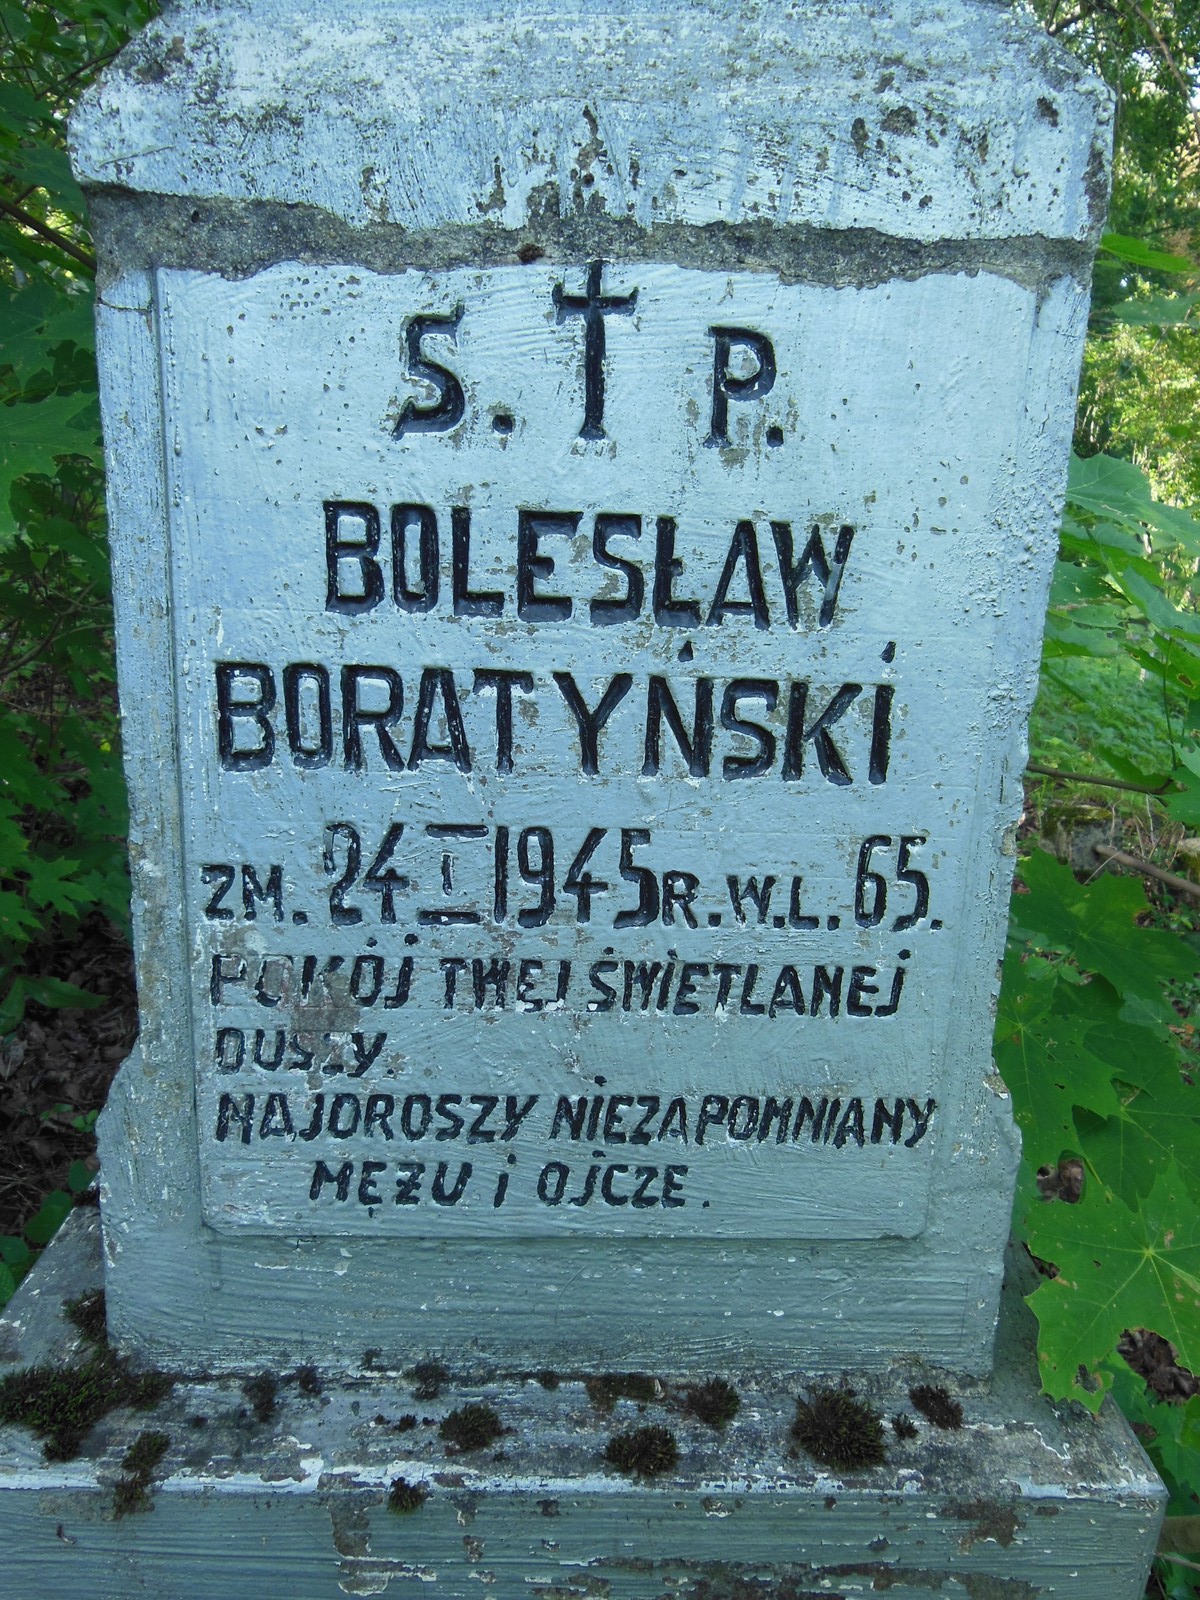 S. † P.
BOLESŁAW
BORATYŃSKI
ZM. 24 I 1945 R. W. L. 65.
POKÓJ TWEJ ŚWIETLANEJ
DUSZY.
NAJDROSZY NIEZAPOMNIANY
MĘŻU i OJCZE.